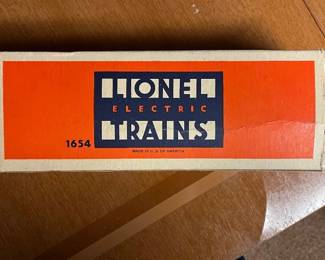 LIONEL
ELECTRIC
TRAINS
1654
MADE IN U.S. OF AMERICA